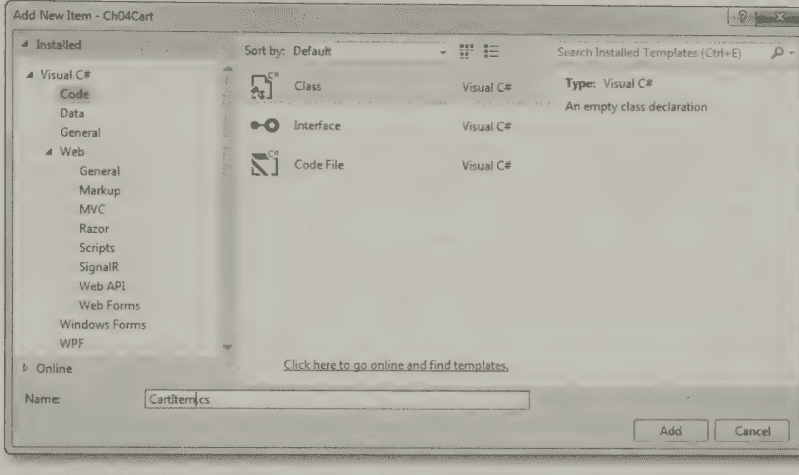 Add New Item - Ch04Cart
Installed
Sort by: Default
Search Installed Templates (Ctrl+E)
Visual C#
Code
Data
General
Web
General
Markup
MVC
Razor
Scripts
SignalR
Web API
Web Forms
Windows Forms
WPF
Online
C# Class Visual C#
Interface Visual C#
C# Code File Visual C#
Type: Visual C#
An empty class declaration
Click here to go online and find templates.
Name: CartItem.cs
Add Cancel